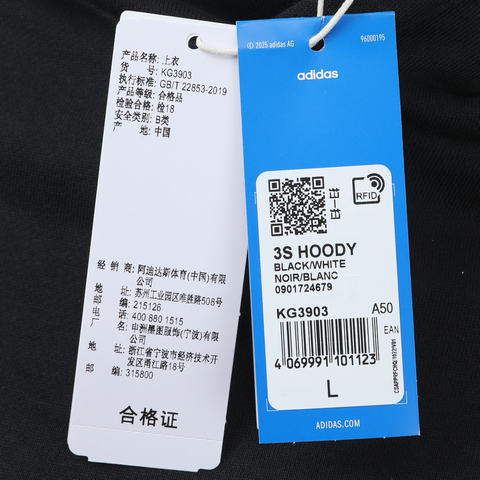 产品名称: 上衣
货 号: KG3903
执行标准: GB/T 22853-2019
产品等级: 合格品
检验合格: 检18
安全类别: B类
产 地: 中国
经 销 商: 阿迪达斯体育(中国)有限
公司
地 址: 苏州工业园区唯胜路508号
邮 编: 215126
电 话: 400 880 1515
厂 名: 申洲墨图服饰(宁波)有限
公司
地 址: 浙江省宁波市经济技术开
发区甬江路18号
邮 编: 315800
合格证
© 2025 adidas AG
96000195
adidas
RFID
3S HOODY
BLACK/WHITE
NOIR/BLANC
0901724679
KG3903 A50
EAN
4 069991 101123
L
ADIDAS.COM